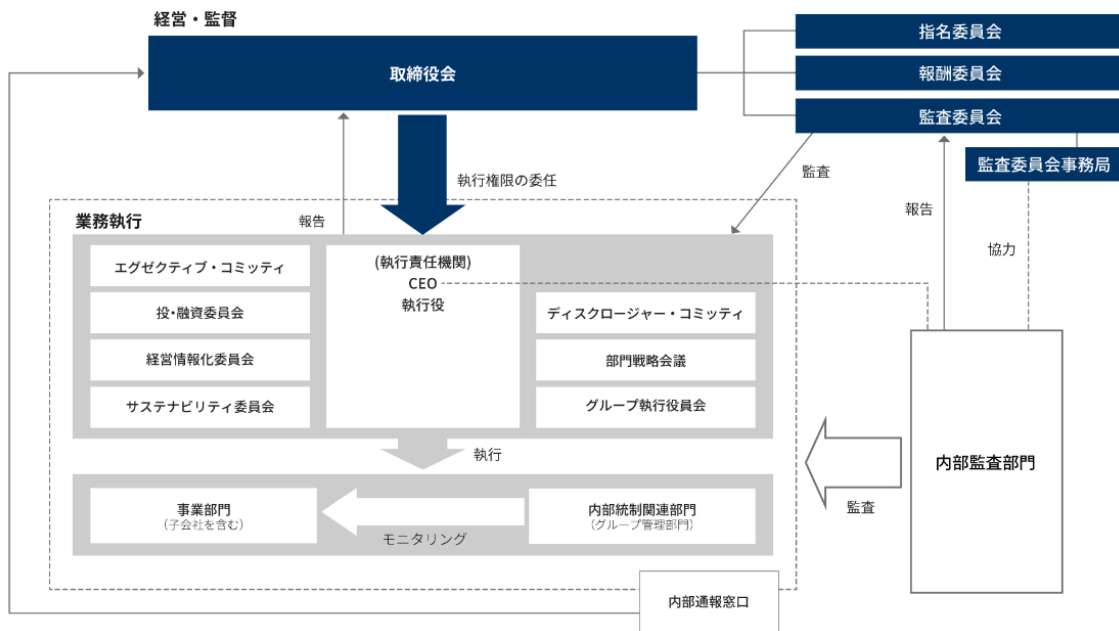 経営・監督
取締役会
指名委員会
報酬委員会
監査委員会
監査委員会事務局
執行権限の委任
監査
報告
協力
業務執行
報告
エグゼクティブ・コミッティ
投・融資委員会
経営情報化委員会
サステナビリティ委員会
(執行責任機関)
CEO
執行役
ディスクロージャー・コミッティ
部門戦略会議
グループ執行役員会
執行
内部監査部門
監査
事業部門
(子会社を含む)
モニタリング
内部統制関連部門
(グループ管理部門)
内部通報窓口